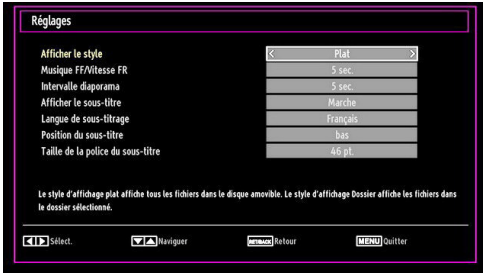 Réglages
Afficher le style < Plat >
Musique FF/Vitesse FR 5 sec.
Intervalle diaporama 5 sec.
Afficher le sous-titre Marche
Langue de sous-titrage Français
Position du sous-titre bas
Taille de la police du sous-titre 46 pt.
Le style d'affichage plat affiche tous les fichiers dans le disque amovible. Le style d'affichage Dossier affiche les fichiers dans
le dossier sélectionné.
Sélect. Naviguer RET/BACK Retour MENU Quitter